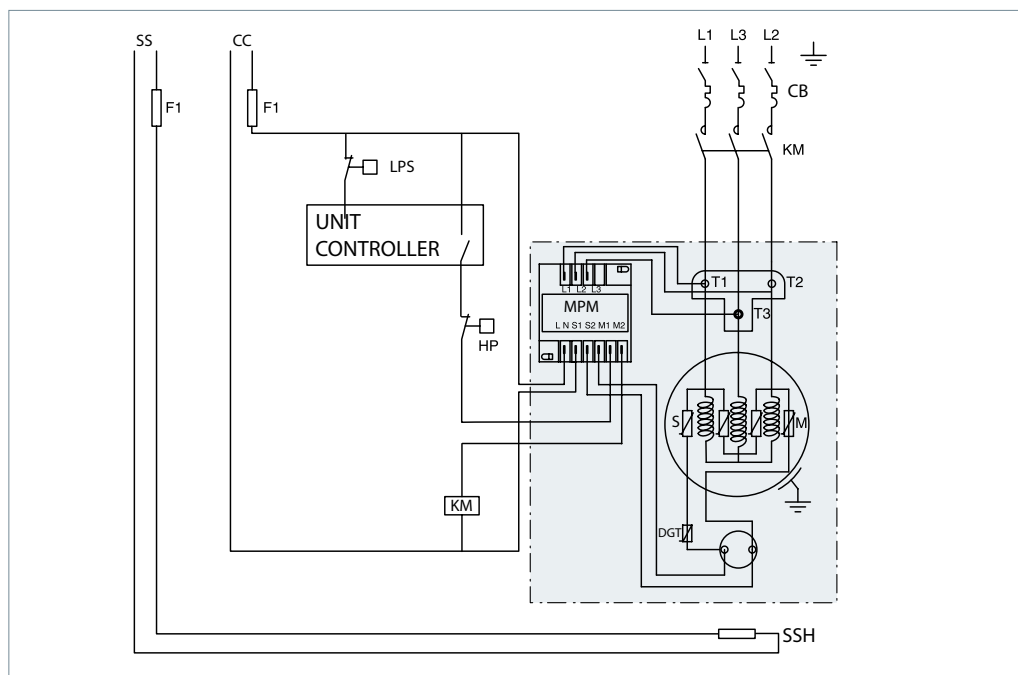 SS
CC
L1 L3 L2
F1
F1
CB
KM
LPS
UNIT
CONTROLLER
L1 L2 L3
MPM
L N S1 S2 M1 M2
T1
T2
T3
HP
S
M
KM
DGT
SSH